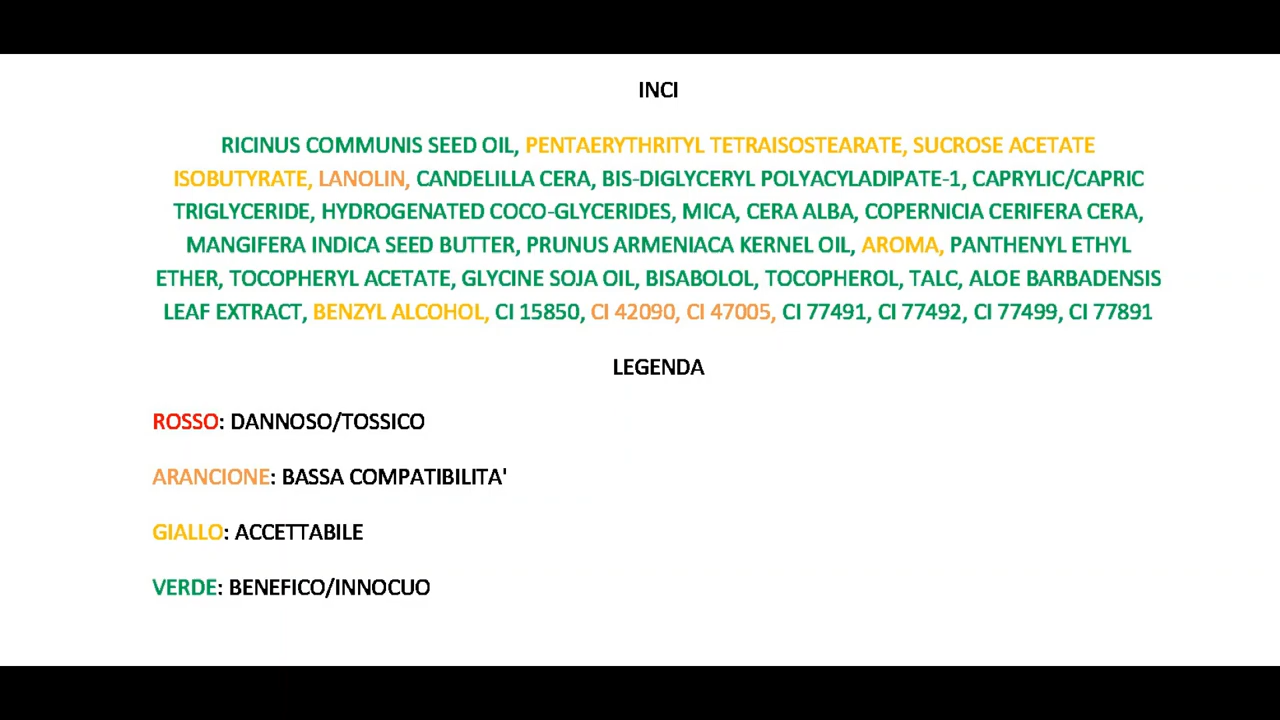 INCI
RICINUS COMMUNIS SEED OIL, PENTAERYTHRITYL TETRAISOSTEARATE, SUCROSE ACETATE
ISOBUTYRATE, LANOLIN, CANDELILLA CERA, BIS-DIGLYCERYL POLYACYLADIPATE-1, CAPRYLIC/CAPRIC
TRIGLYCERIDE, HYDROGENATED COCO-GLYCERIDES, MICA, CERA ALBA, COPERNICIA CERIFERA CERA,
MANGIFERA INDICA SEED BUTTER, PRUNUS ARMENIACA KERNEL OIL, AROMA, PANTHENYL ETHYL
ETHER, TOCOPHERYL ACETATE, GLYCINE SOJA OIL, BISABOLOL, TOCOPHEROL, TALC, ALOE BARBADENSIS
LEAF EXTRACT, BENZYL ALCOHOL, CI 15850, CI 42090, CI 47005, CI 77491, CI 77492, CI 77499, CI 77891
LEGENDA
ROSSO: DANNOSO/TOSSICO
ARANCIONE: BASSA COMPATIBILITA'
GIALLO: ACCETTABILE
VERDE: BENEFICO/INNOCUO